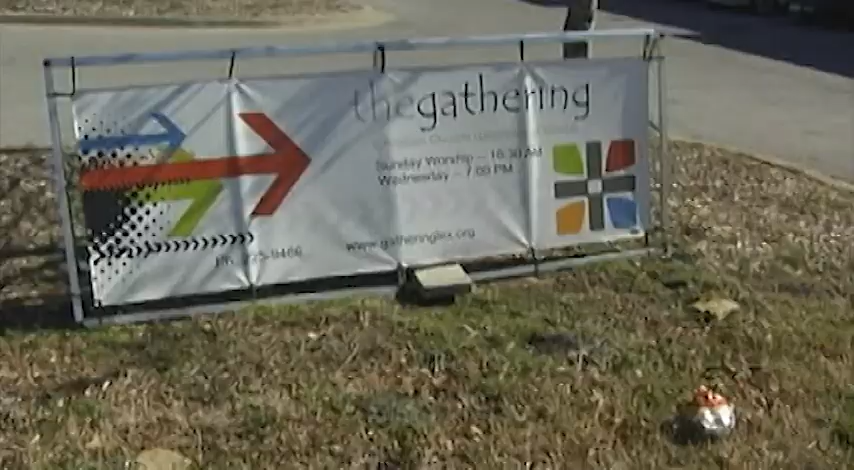 thegathering
Sunday Worship - 10:30 AM
Wednesday - 7:00 PM
www.gatheringlex.org